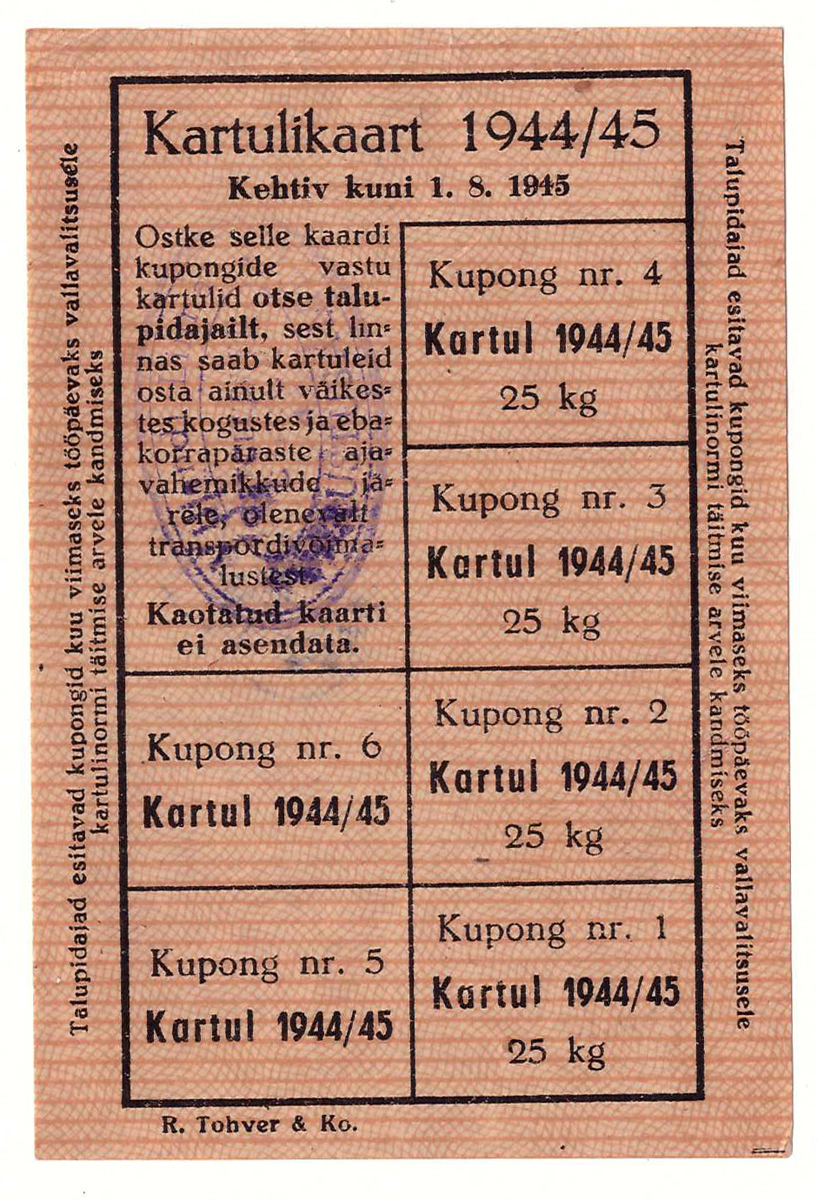 Kartulikaart 1944/45
Kehtiv kuni 1. 8. 1945
Ostke selle kaardi
kupongide vastu
kartulid otse talu-
pidajailt, sest lin-
nas saab kartuleid
osta ainult väikes-
tes kogustes ja eba-
korrapäraste aja-
vahemikkude jä-
rele, olenevalt
transpordivõima-
lustest.
Kaotatud kaarti
ei asendata.
Kupong nr. 4
Kartul 1944/45
25 kg
Kupong nr. 3
Kartul 1944/45
25 kg
Kupong nr. 6
Kartul 1944/45
Kupong nr. 2
Kartul 1944/45
25 kg
Kupong nr. 5
Kartul 1944/45
Kupong nr. 1
Kartul 1944/45
25 kg
Talupidajad esitavad kupongid kuu viimaseks tööpäevaks vallavalitsusele
kartulinormi täitmise arvele kandmiseks
Talupidajad esitavad kupongid kuu viimaseks tööpäevaks vallavalitsusele
kartulinormi täitmise arvele kandmiseks
R. Tohver & Ko.